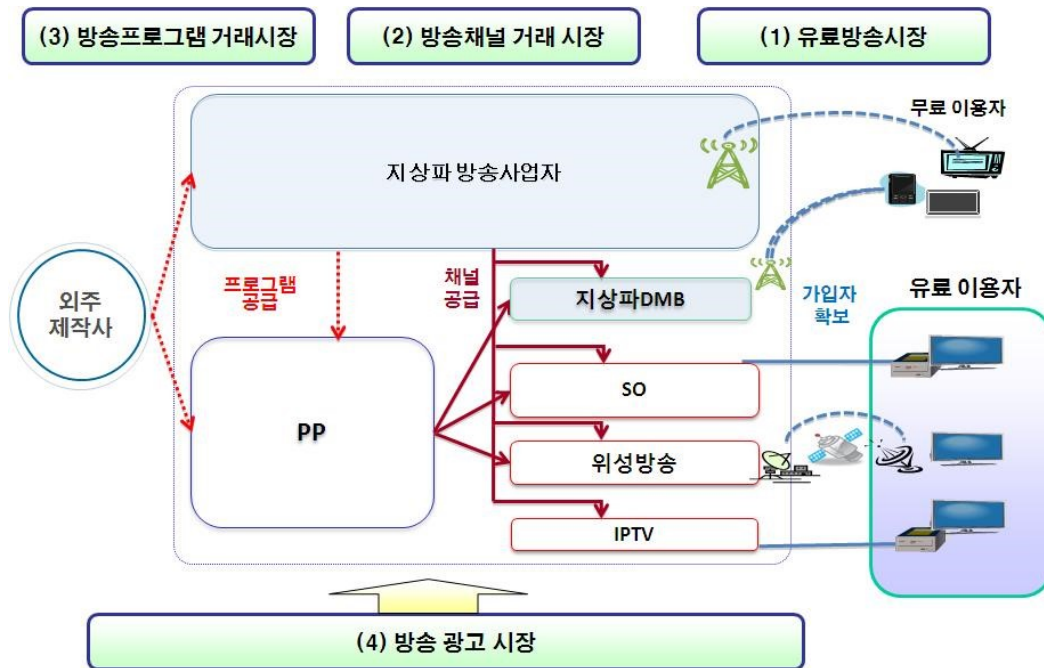 (3) 방송프로그램 거래시장
(2) 방송채널 거래 시장
(1) 유료방송시장
무료 이용자
지상파 방송사업자
외주
제작사
프로그램
공급
채널
공급
지상파DMB
가입자
확보
유료 이용자
PP
SO
위성방송
IPTV
(4) 방송 광고 시장